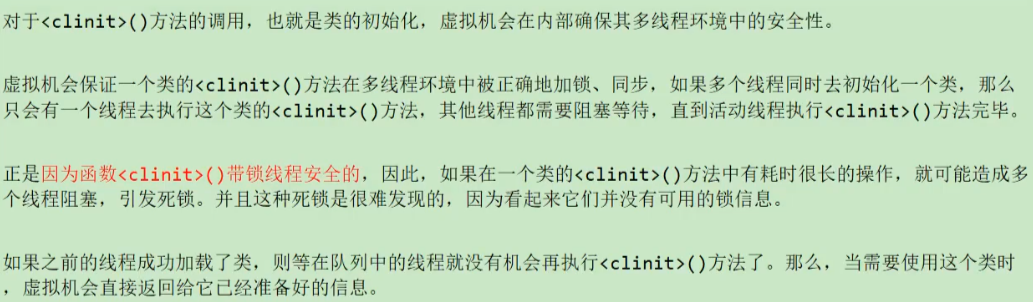 对于<clinit>()方法的调用，也就是类的初始化，虚拟机会在内部确保其多线程环境中的安全性。
虚拟机会保证一个类的<clinit>()方法在多线程环境中被正确地加锁、同步，如果多个线程同时去初始化一个类，那么
只会有一个线程去执行这个类的<clinit>()方法，其他线程都需要阻塞等待，直到活动线程执行<clinit>()方法完毕。
正是因为函数<clinit>()带锁线程安全的，因此，如果在一个类的<clinit>()方法中有耗时很长的操作，就可能造成多
个线程阻塞，引发死锁。并且这种死锁是很难发现的，因为看起来它们并没有可用的锁信息。
如果之前的线程成功加载了类，则等在队列中的线程就没有机会再执行<clinit>()方法了。那么，当需要使用这个类时
，虚拟机会直接返回给它已经准备好的信息。